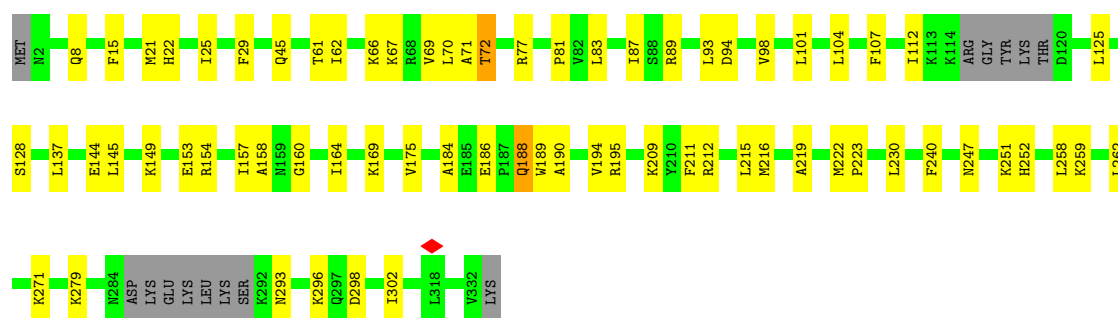 MET N2 Q8 F15 M21 H22 I25 F29 Q45 T61 I62 K66 K67 R68 V69 L70 A71 T72 R77 P81 V82 L83 I87 S88 R89 L93 D94 V98 L101 L104 F107 I112 K113 K114 ARG GLY TYR LYS THR D120 L125
S128 L137 E144 L145 K149 E153 R154 I157 A158 N159 G160 I164 K169 V175 A184 E185 E186 P187 Q188 W189 A190 V194 R195 K209 Y210 F211 R212 L215 M216 A219 M222 P223 L230 F240 N247 K251 H252 L258 K259 L262
K271 K279 N284 ASP LYS GLU LYS LEU LYS SER K292 N293 K296 Q297 D298 I302 L318 V332 LYS